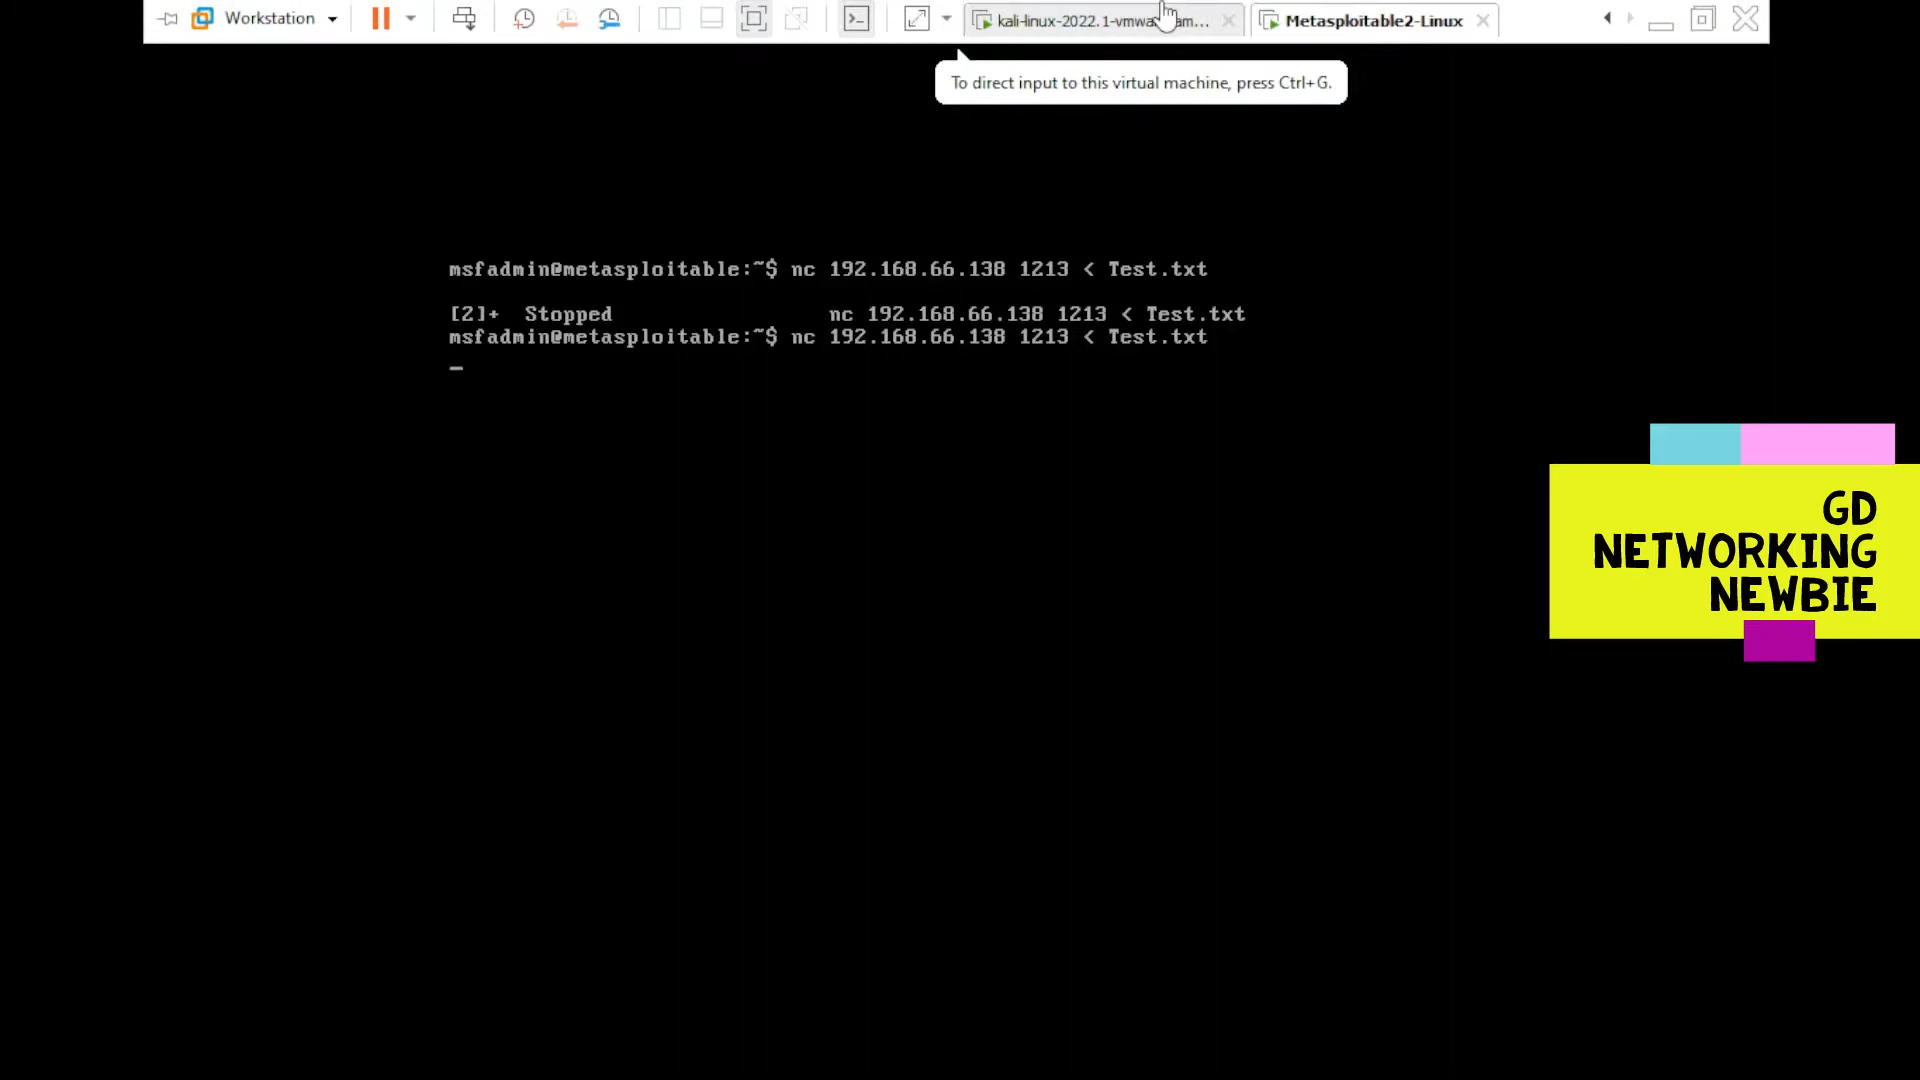 Workstation
kali-linux-2022.1-vmwa
am...
Metasploitable2-Linux
To direct input to this virtual machine, press Ctrl+G.
msfadmin@metasploitable:~$ nc 192.168.66.138 1213 < Test.txt
[2]+  Stopped                 nc 192.168.66.138 1213 < Test.txt
msfadmin@metasploitable:~$ nc 192.168.66.138 1213 < Test.txt
GD
NETWORKING
NEWBIE